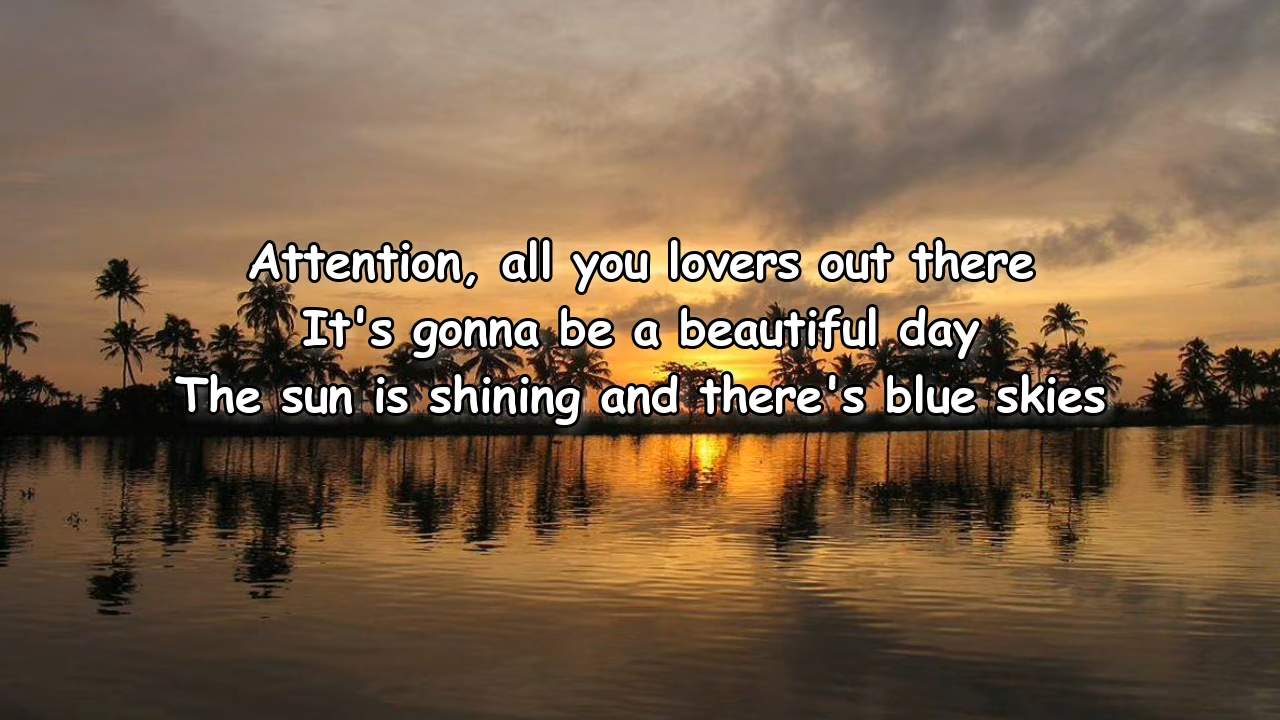 Attention, all you lovers out there
It's gonna be a beautiful day
The sun is shining and there's blue skies